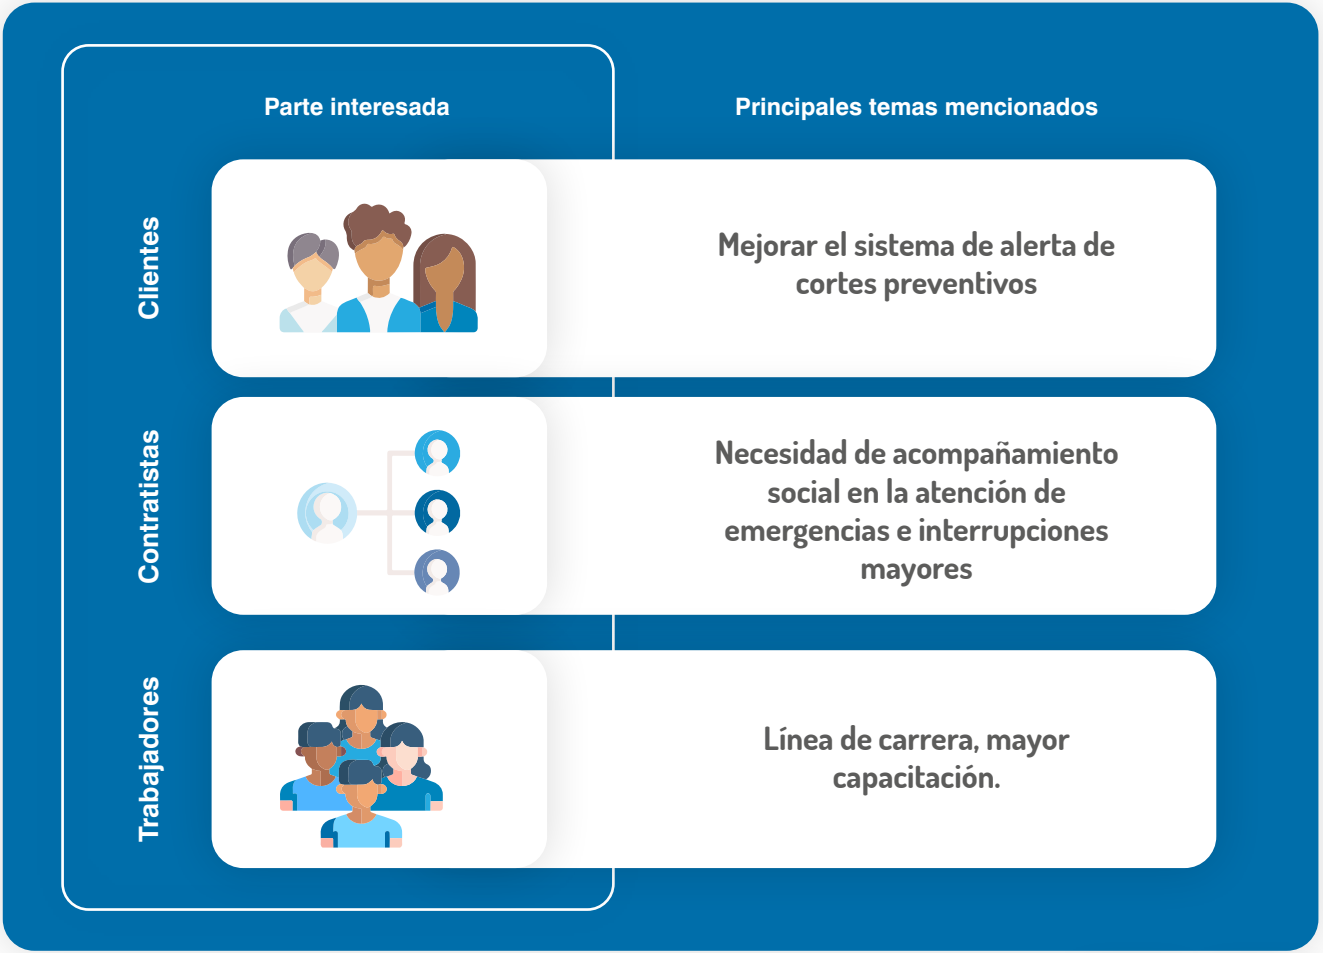 Parte interesada
Principales temas mencionados
Clientes
Mejorar el sistema de alerta de
cortes preventivos
Contratistas
Necesidad de acompañamiento
social en la atención de
emergencias e interrupciones
mayores
Trabajadores
Línea de carrera, mayor
capacitación.